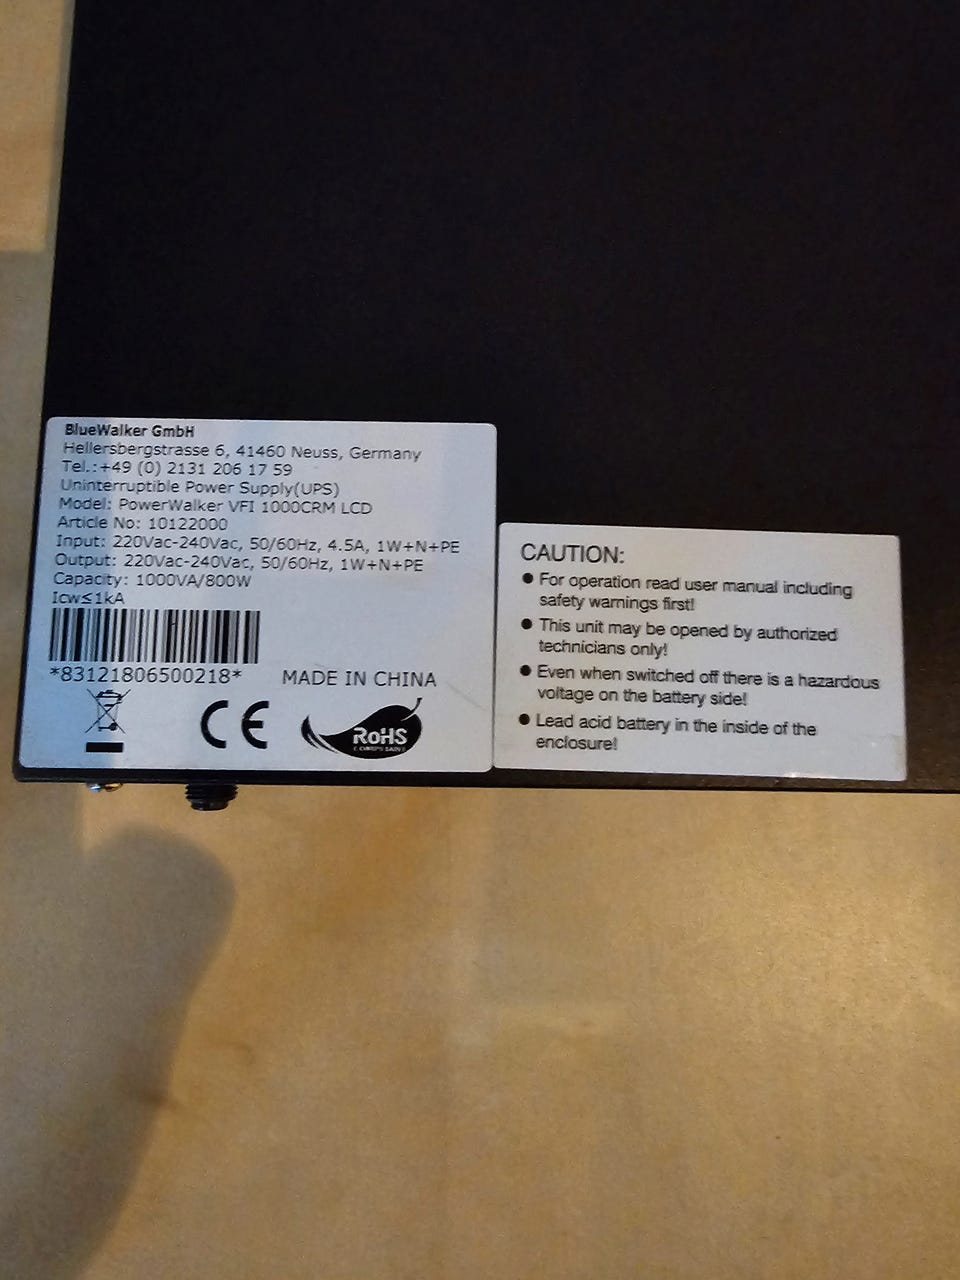 BlueWalker GmbH
Hellersbergstrasse 6, 41460 Neuss, Germany
Tel.:+49 (0) 2131 206 17 59
Uninterruptible Power Supply(UPS)
Model: PowerWalker VFI 1000CRM LCD
Article No: 10122000
Input: 220Vac-240Vac, 50/60Hz, 4.5A, 1W+N+PE
Output: 220Vac-240Vac, 50/60Hz, 1W+N+PE
Capacity: 1000VA/800W
Icw≤1kA
*83121806500218*
MADE IN CHINA
CE
RoHS
CAUTION:
● For operation read user manual including
safety warnings first!
● This unit may be opened by authorized
technicians only!
● Even when switched off there is a hazardous
voltage on the battery side!
● Lead acid battery in the inside of the
enclosure!